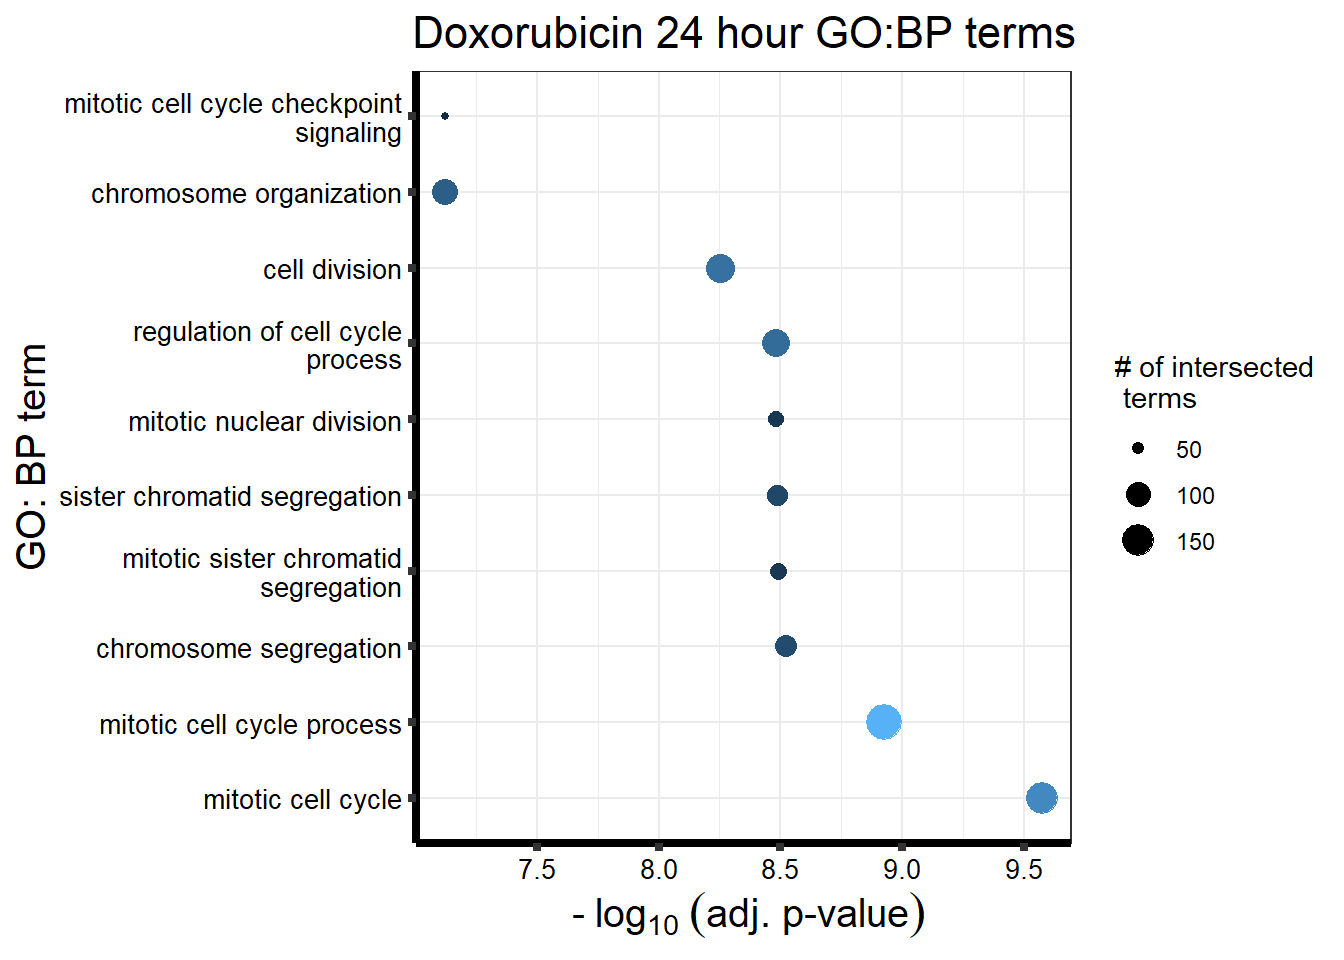 Doxorubicin 24 hour GO:BP terms
GO: BP term
mitotic cell cycle checkpoint
signaling
chromosome organization
cell division
regulation of cell cycle
process
mitotic nuclear division
sister chromatid segregation
mitotic sister chromatid
segregation
chromosome segregation
mitotic cell cycle process
mitotic cell cycle
7.5 8.0 8.5 9.0 9.5
- log10 (adj. p-value)
# of intersected
terms
50
100
150